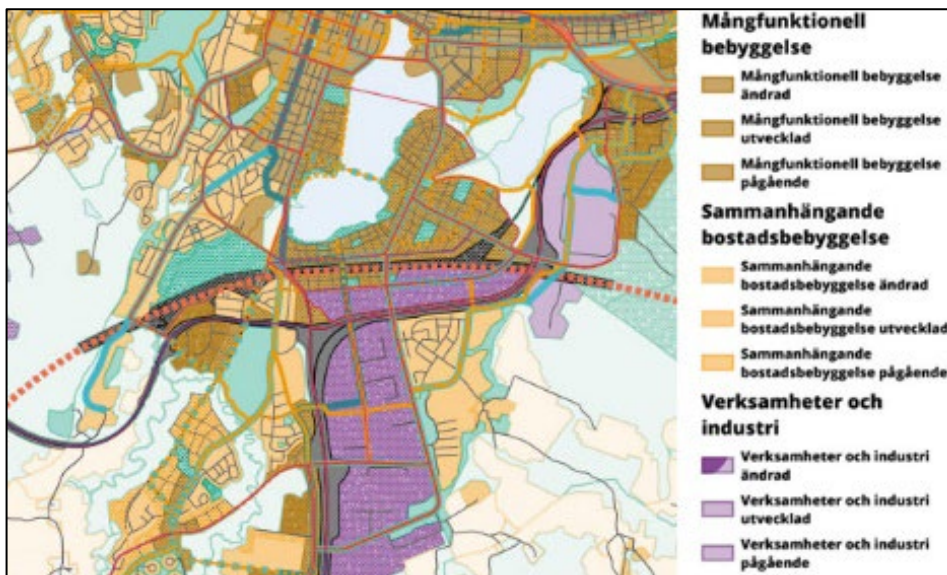 Mångfunktionell
bebyggelse
Mångfunktionell bebyggelse
ändrad
Mångfunktionell bebyggelse
utvecklad
Mångfunktionell bebyggelse
pågående
Sammanhängande
bostadsbebyggelse
Sammanhängande
bostadsbebyggelse ändrad
Sammanhängande
bostadsbebyggelse utvecklad
Sammanhängande
bostadsbebyggelse pågående
Verksamheter och
industri
Verksamheter och industri
ändrad
Verksamheter och industri
utvecklad
Verksamheter och industri
pågående